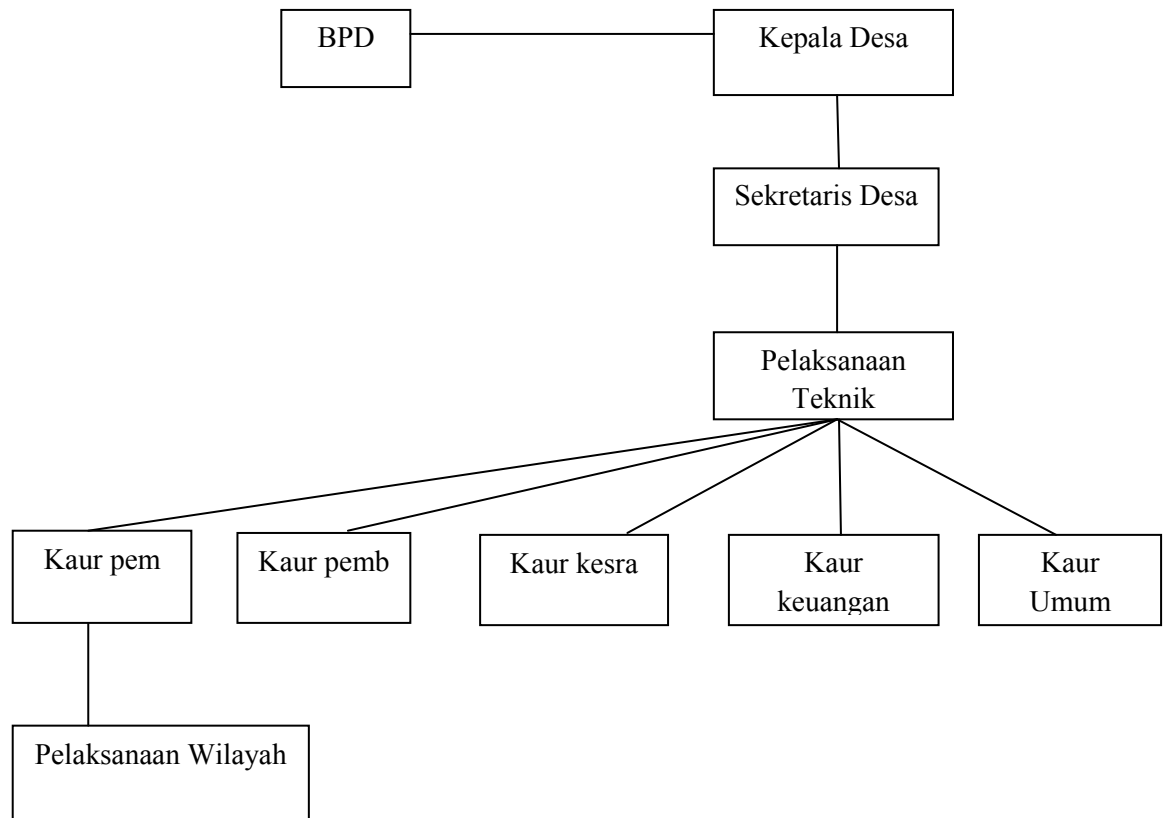 BPD
Kepala Desa
Sekretaris Desa
Pelaksanaan
Teknik
Kaur pem
Kaur pemb
Kaur kesra
Kaur
keuangan
Kaur
Umum
Pelaksanaan Wilayah